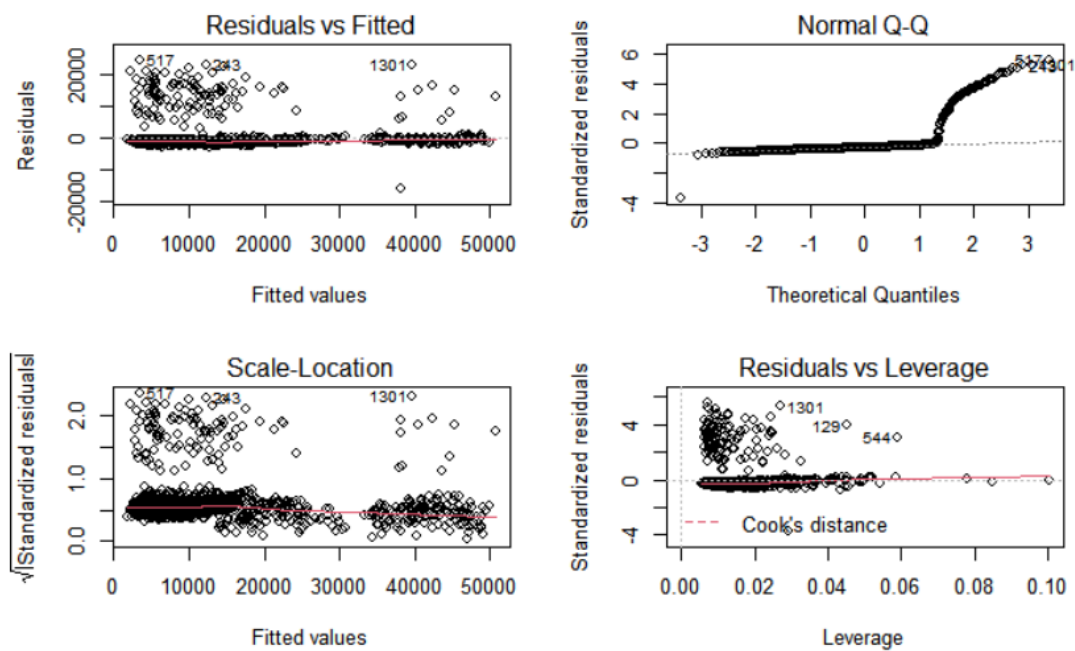 Residuals vs Fitted
Residuals
20000
0
-20000
517
243
1301
0 10000 20000 30000 40000 50000
Fitted values
Normal Q-Q
Standardized residuals
6
4
2
0
-4
517
243
1301
-3 -2 -1 0 1 2 3
Theoretical Quantiles
Scale-Location
√|Standardized residuals|
2.0
1.0
0.0
517
243
1301
0 10000 20000 30000 40000 50000
Fitted values
Residuals vs Leverage
Standardized residuals
4
0
-4
1301
129
544
Cook's distance
0.00 0.02 0.04 0.06 0.08 0.10
Leverage